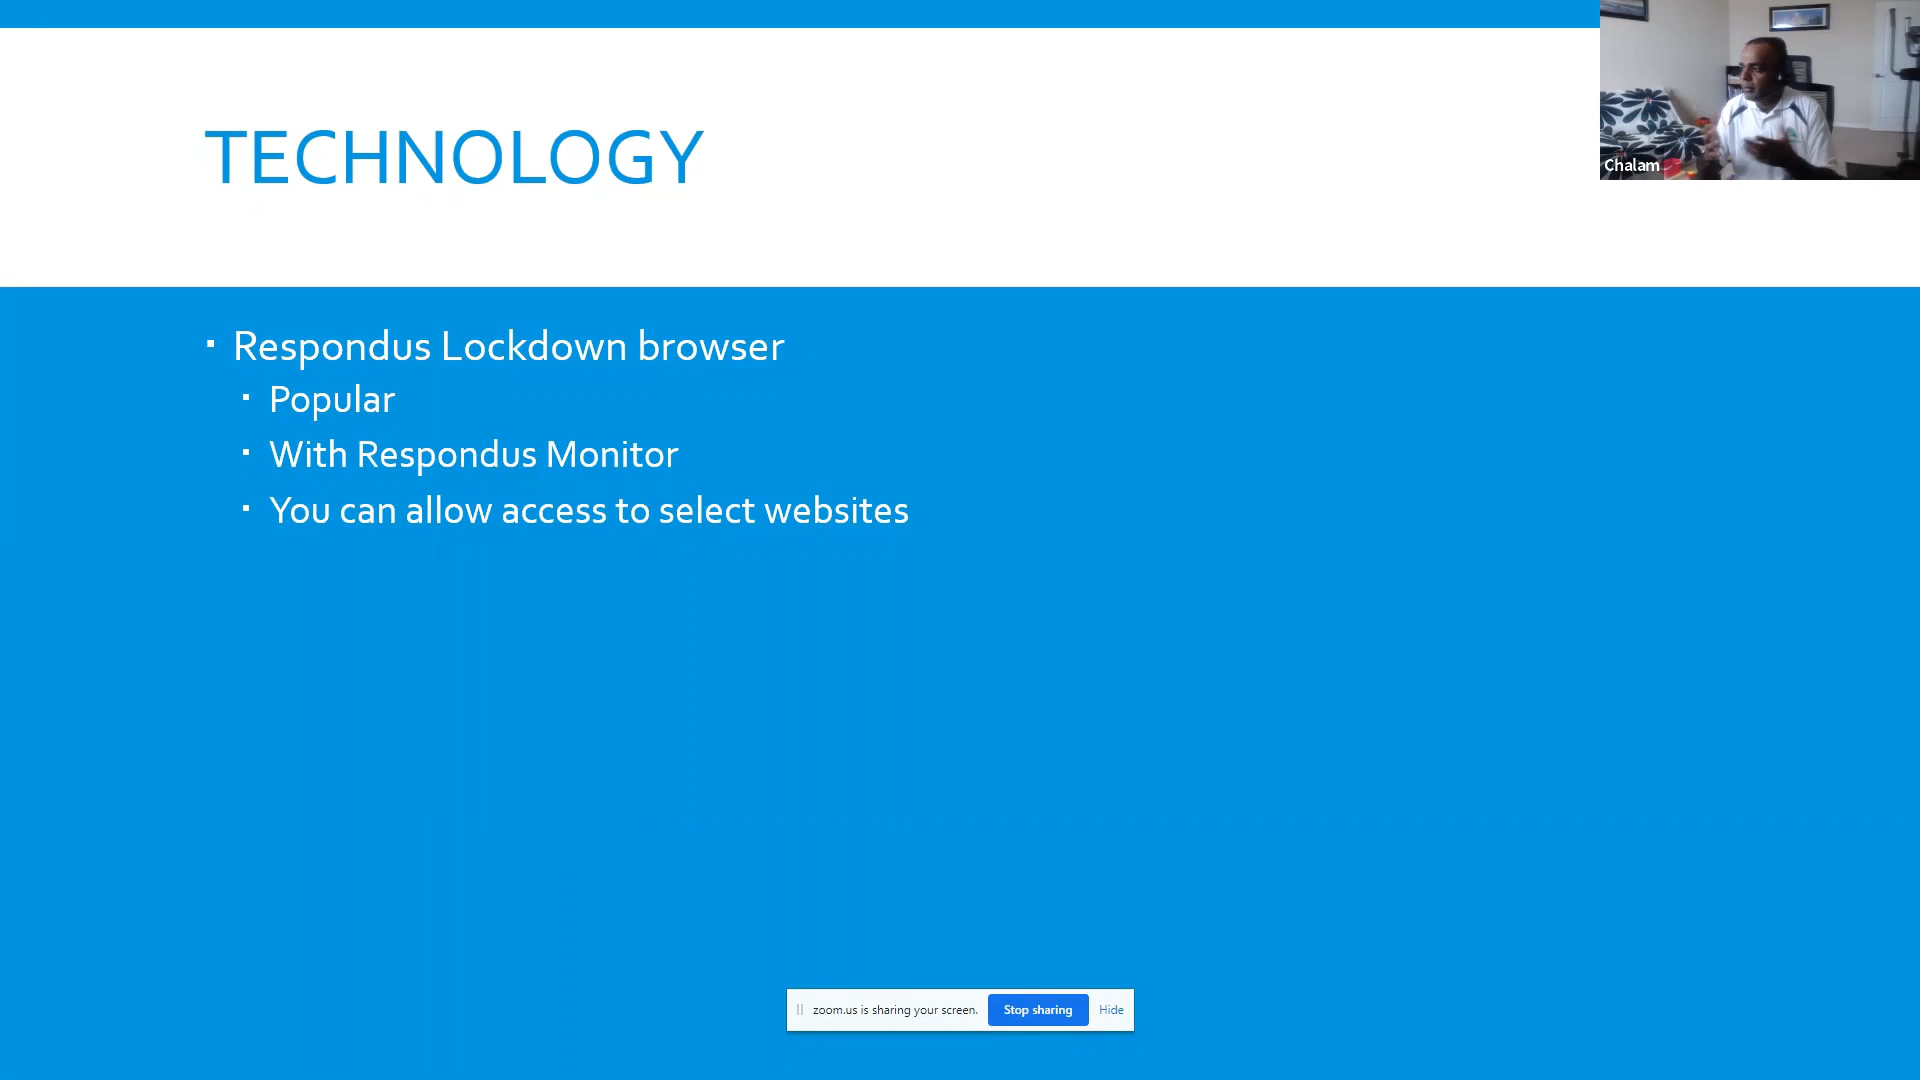 TECHNOLOGY
Chalam
▪ Respondus Lockdown browser
▪ Popular
▪ With Respondus Monitor
▪ You can allow access to select websites
zoom.us is sharing your screen. Stop sharing Hide